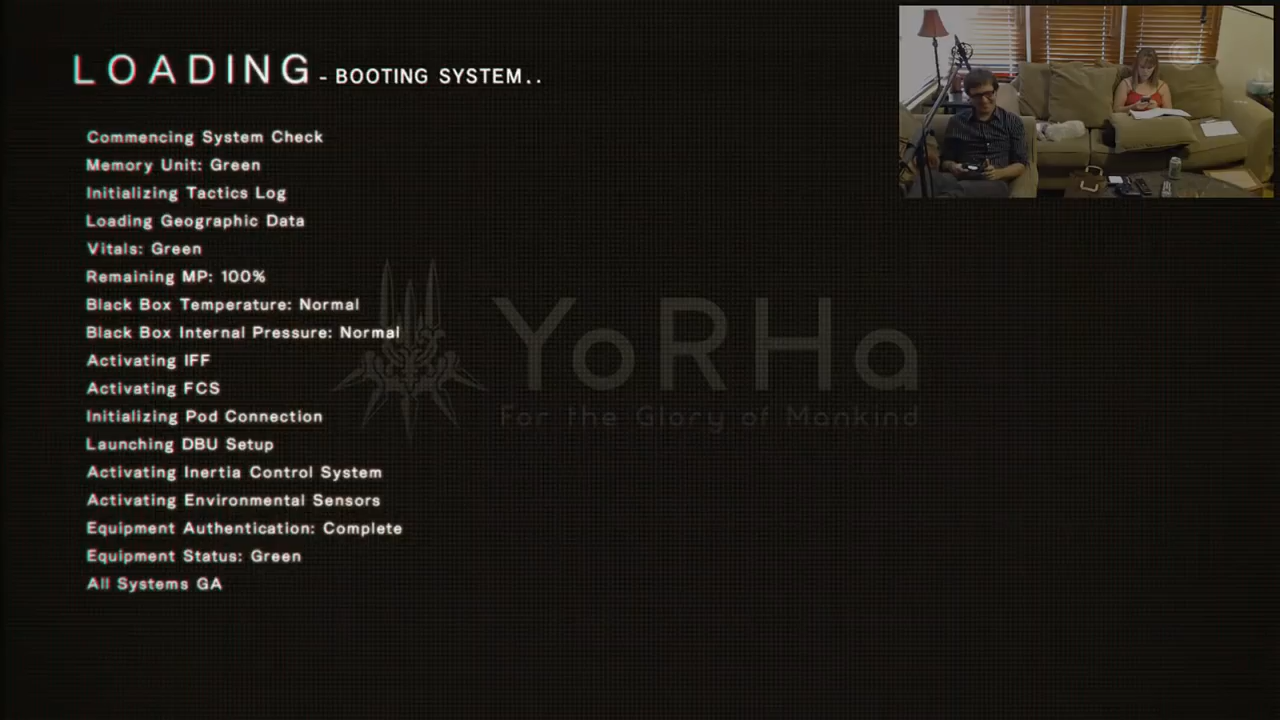 LOADING - BOOTING SYSTEM..
Commencing System Check
Memory Unit: Green
Initializing Tactics Log
Loading Geographic Data
Vitals: Green
Remaining MP: 100%
Black Box Temperature: Normal
Black Box Internal Pressure: Normal
Activating IFF
Activating FCS
Initializing Pod Connection
Launching DBU Setup
Activating Inertia Control System
Activating Environmental Sensors
Equipment Authentication: Complete
Equipment Status: Green
All Systems GA
YoRHa
For the Glory of Mankind